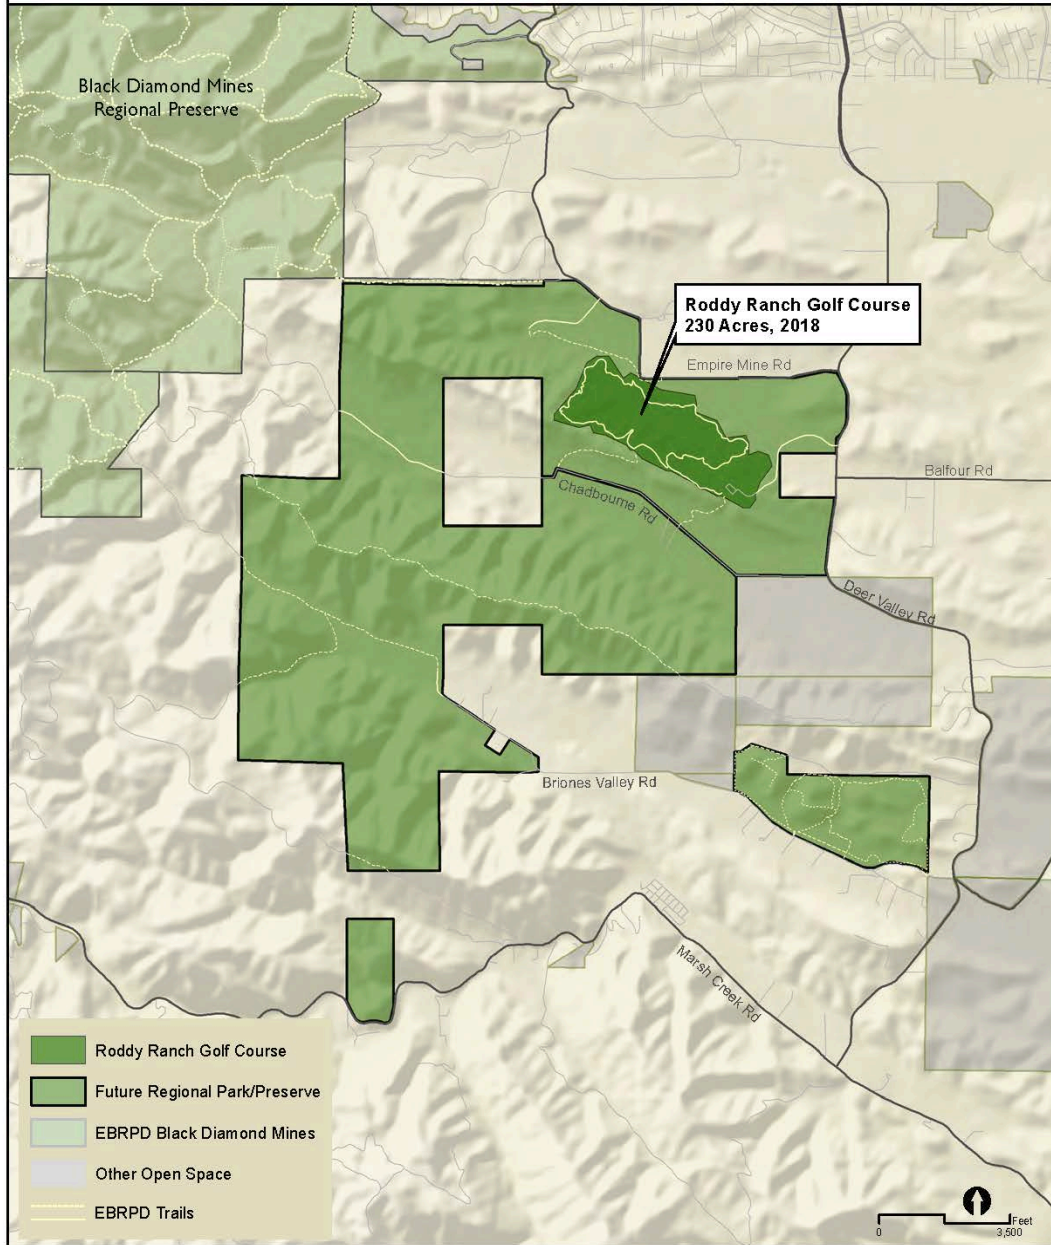 Black Diamond Mines
Regional Preserve
Roddy Ranch Golf Course
230 Acres, 2018
Empire Mine Rd
Balfour Rd
Chadbourne Rd
Deer Valley Rd
Briones Valley Rd
Marsh Creek Rd
Roddy Ranch Golf Course
Future Regional Park/Preserve
EBRPD Black Diamond Mines
Other Open Space
EBRPD Trails
Feet
0 3,500